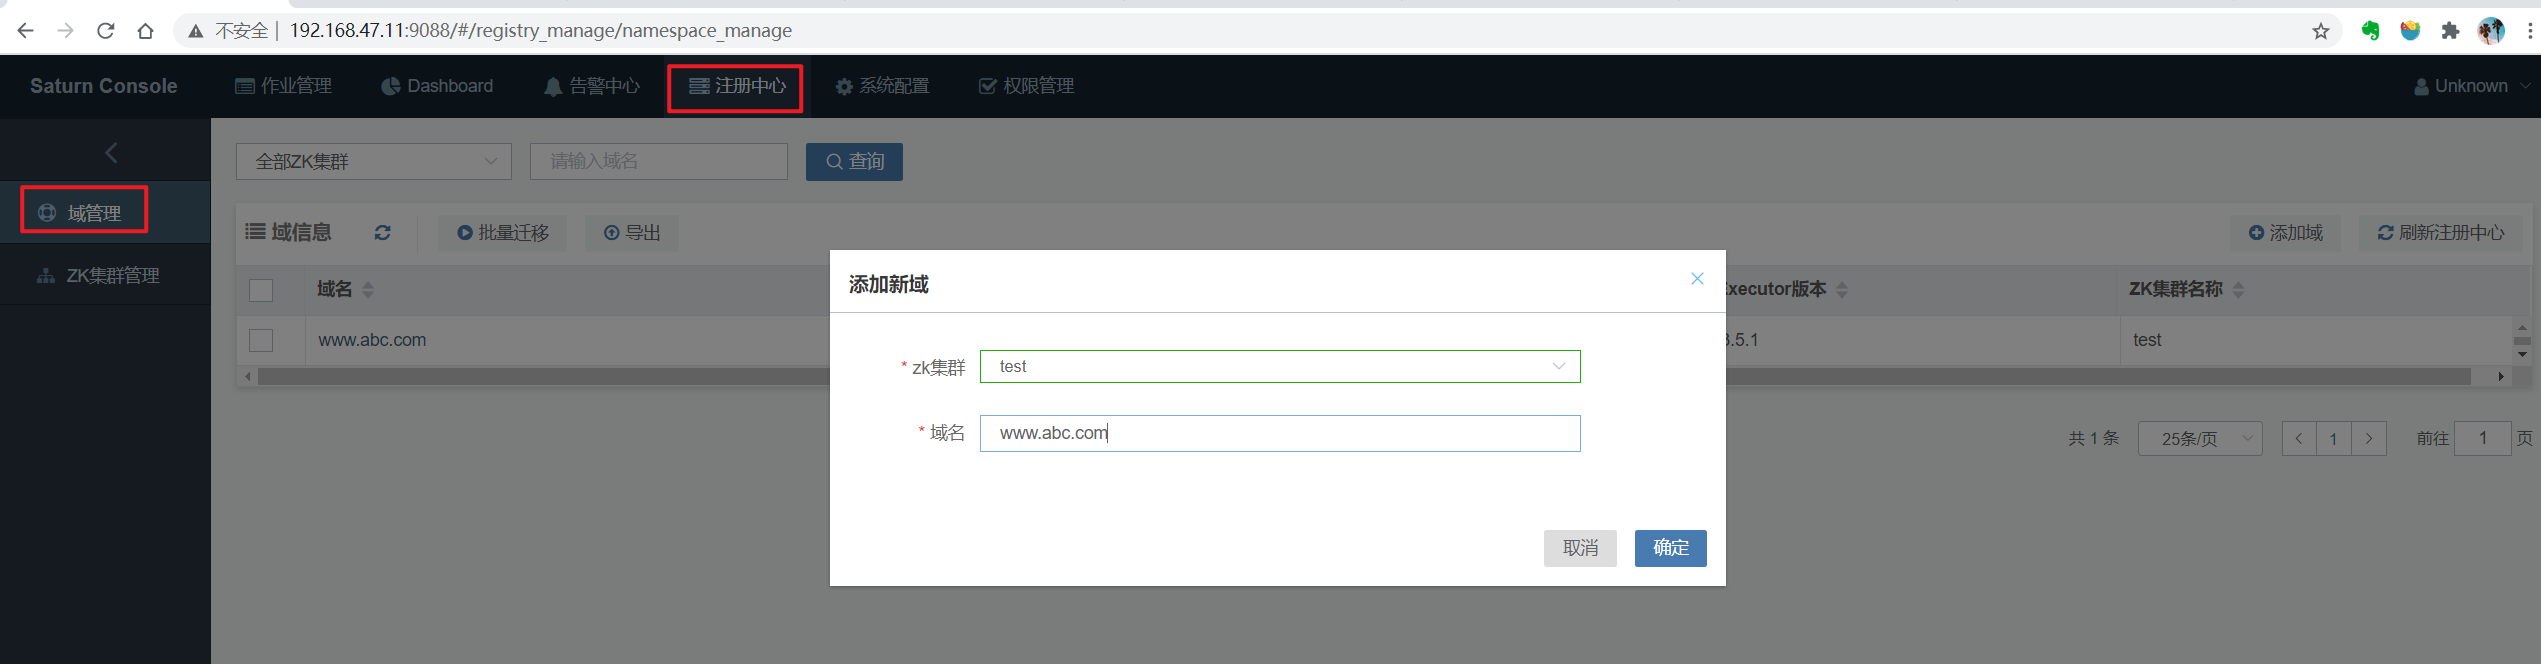 不安全 192.168.47.11:9088/#/registry_manage/namespace_manage
Saturn Console 作业管理 Dashboard 告警中心 注册中心 系统配置 权限管理 Unknown
域管理
ZK集群管理
全部ZK集群 请输入域名 查询
域信息 批量迁移 导出 添加域 刷新注册中心
域名 xecutor版本 ZK集群名称
www.abc.com .5.1 test
共 1 条 25条/页 1 前往 1 页
添加新域
* zk集群 test
* 域名 www.abc.com
取消 确定